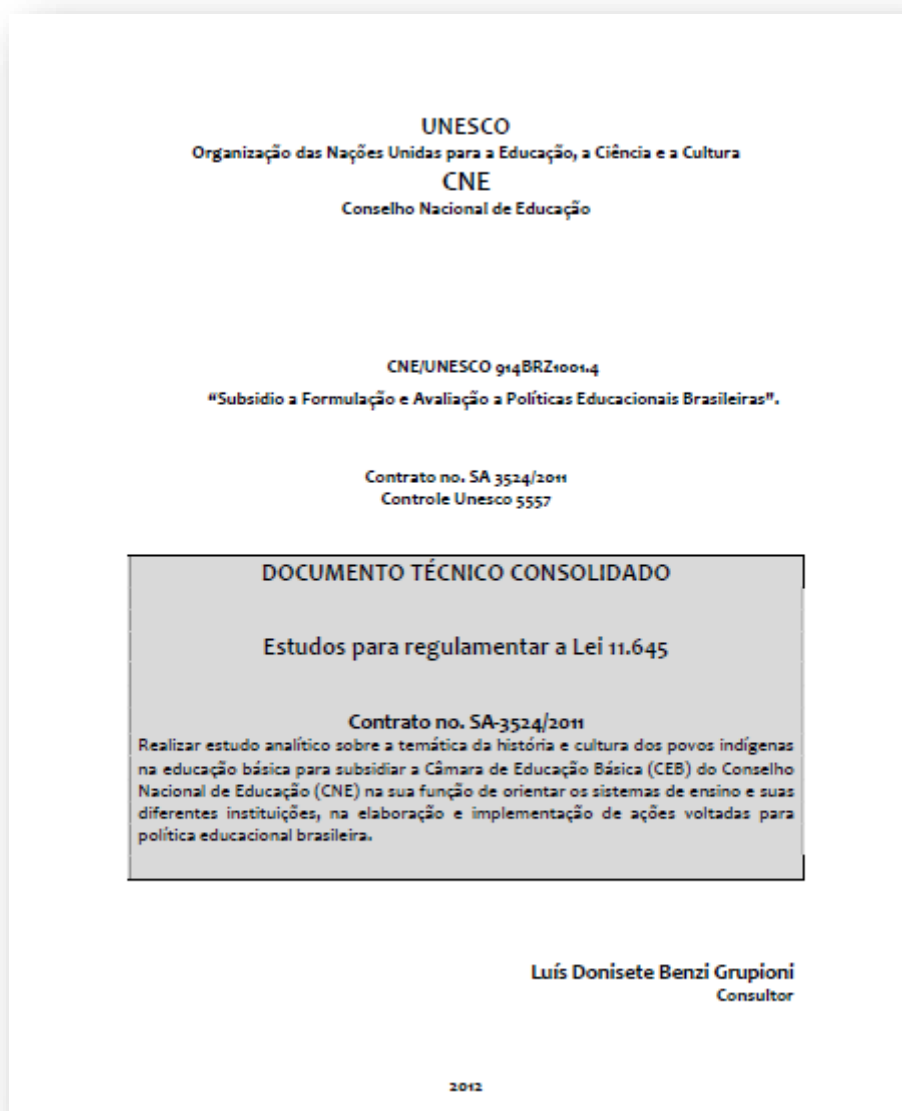 UNESCO
Organização das Nações Unidas para a Educação, a Ciência e a Cultura
CNE
Conselho Nacional de Educação
CNE/UNESCO 914BRZ1001.4
“Subsidio a Formulação e Avaliação a Políticas Educacionais Brasileiras”.
Contrato no. SA 3524/2011
Controle Unesco 5557
DOCUMENTO TÉCNICO CONSOLIDADO
Estudos para regulamentar a Lei 11.645
Contrato no. SA-3524/2011
Realizar estudo analítico sobre a temática da história e cultura dos povos indígenas
na educação básica para subsidiar a Câmara de Educação Básica (CEB) do Conselho
Nacional de Educação (CNE) na sua função de orientar os sistemas de ensino e suas
diferentes instituições, na elaboração e implementação de ações voltadas para
política educacional brasileira.
Luís Donisete Benzi Grupioni
Consultor
2012